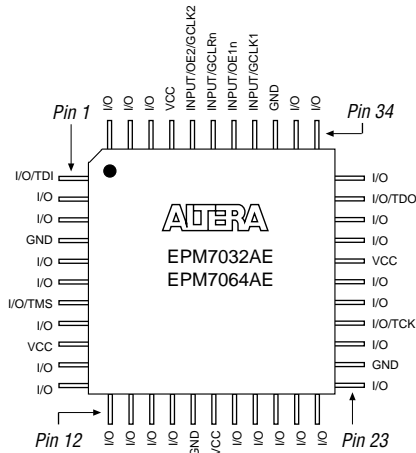 I/O
I/O
I/O
VCC
INPUT/OE2/GCLK2
INPUT/GCLRn
INPUT/OE1n
INPUT/GCLK1
GND
I/O
I/O
Pin 1
Pin 34
I/O/TDI
I/O
I/O
GND
I/O
I/O
I/O/TMS
I/O
VCC
I/O
I/O
ALTERA
EPM7032AE
EPM7064AE
I/O
I/O/TDO
I/O
I/O
VCC
I/O
I/O
I/O/TCK
I/O
GND
I/O
Pin 12
Pin 23
I/O
I/O
I/O
I/O
GND
VCC
I/O
I/O
I/O
I/O
I/O